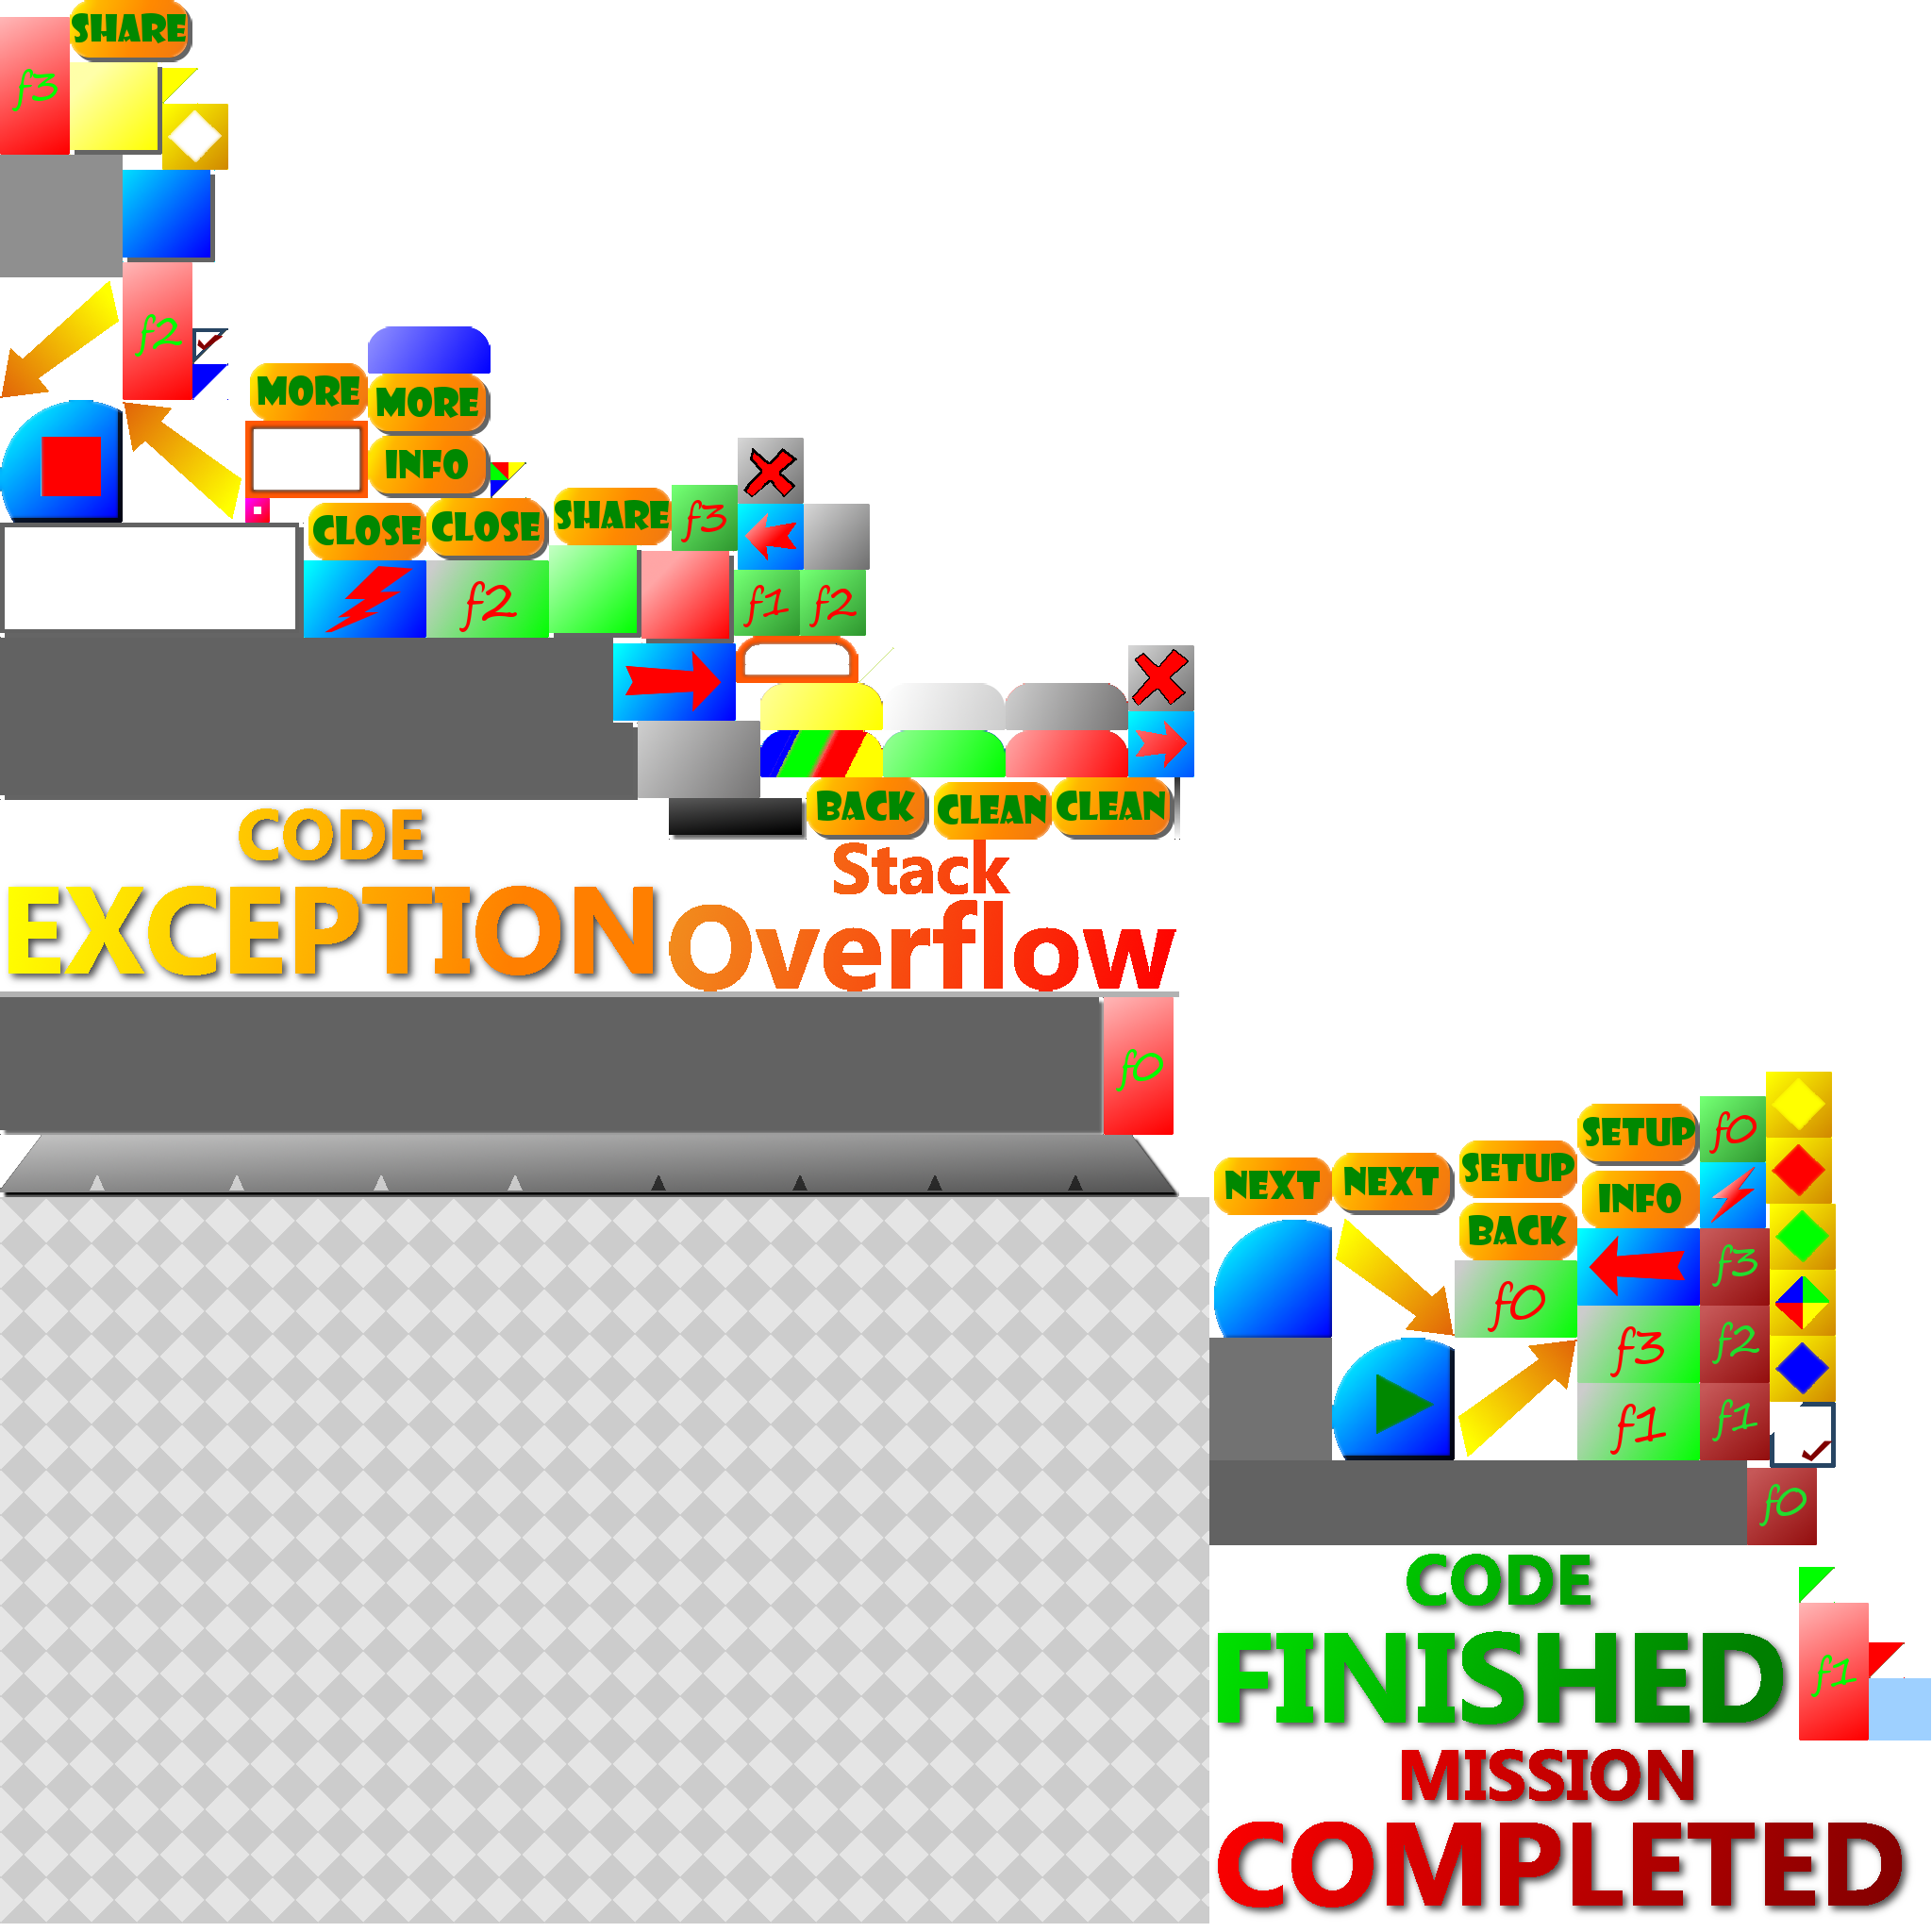 SHARE
f3
f2
MORE
MORE
INFO
CLOSE
CLOSE
SHARE
f3
f2
f1
f2
BACK
CLEAN
CLEAN
CODE
EXCEPTION
Stack
Overflow
f0
SETUP
f0
NEXT
NEXT
SETUP
INFO
BACK
f3
f0
f3
f2
f1
f1
f0
CODE
FINISHED
f1
MISSION
COMPLETED